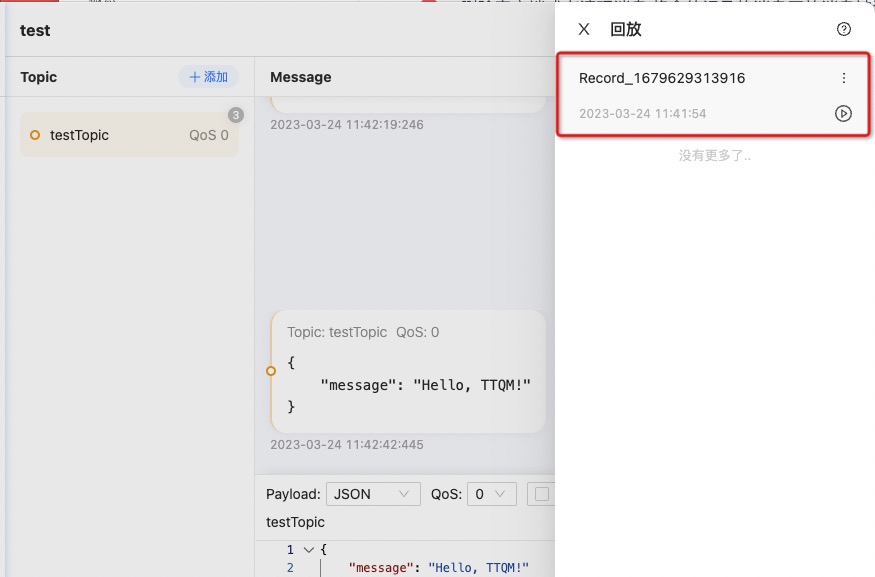 test
Topic
+ 添加
3
testTopic
QoS 0
Message
2023-03-24 11:42:19:246
Topic: testTopic QoS: 0
{
"message": "Hello, TTQM!"
}
2023-03-24 11:42:42:445
Payload: JSON QoS: 0
testTopic
1 {
2 "message": "Hello, TTQM!"
X 回放
Record_1679629313916
2023-03-24 11:41:54
没有更多了..